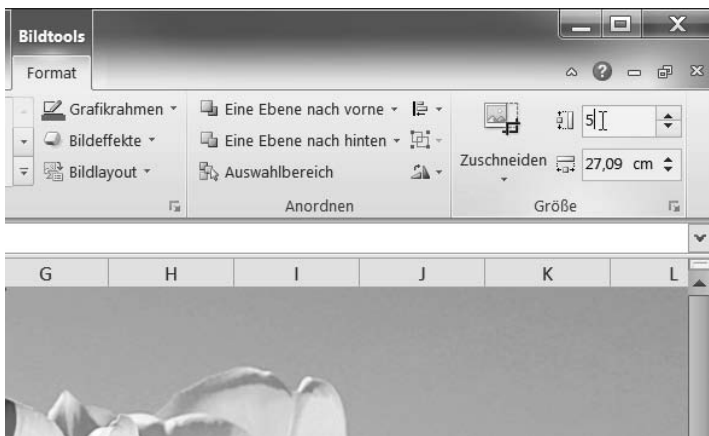 Bildtools
Format
Grafikrahmen
Eine Ebene nach vorne
5
Bildeffekte
Eine Ebene nach hinten
Zuschneiden
27,09 cm
Bildlayout
Auswahlbereich
Anordnen
Größe
G H I J K L